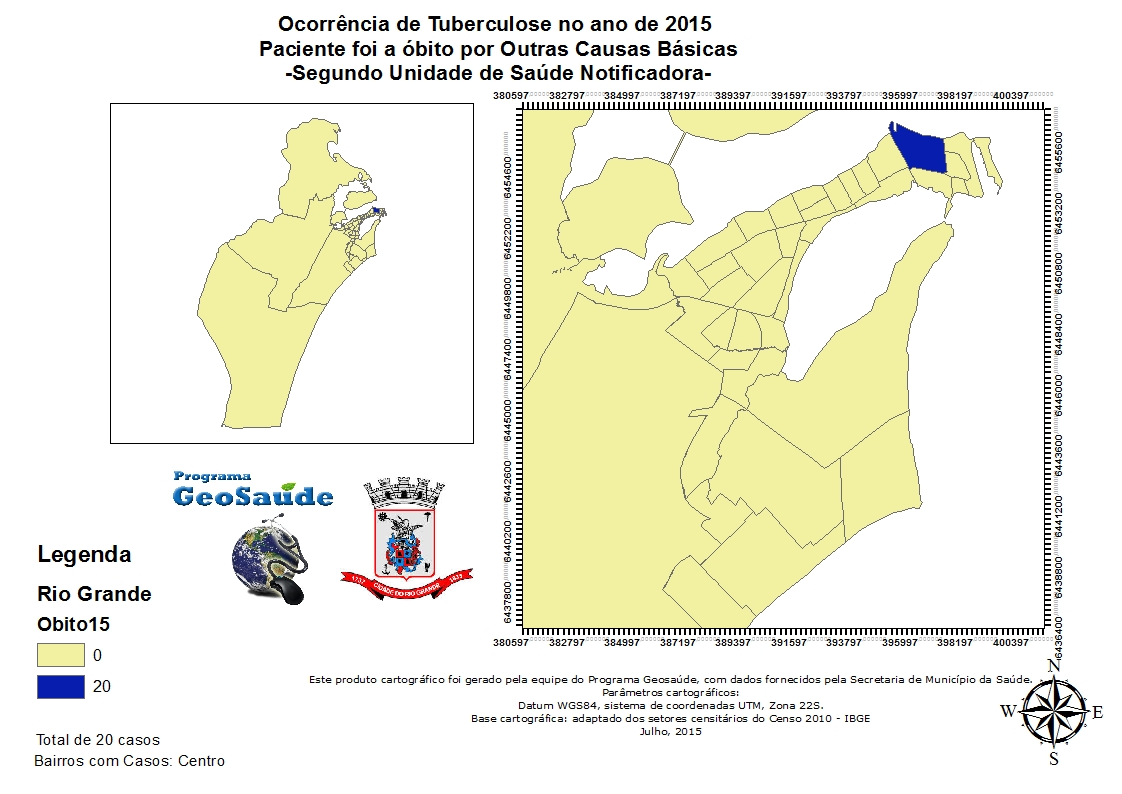 Ocorrência de Tuberculose no ano de 2015
Paciente foi a óbito por Outras Causas Básicas
-Segundo Unidade de Saúde Notificadora-
380597 382797 384997 387197 389397 391597 393797 395997 398197 400397
6454600
6452200
6449800
6447400
6445000
6442600
6440200
6437800
6455600
6453200
6450800
6448400
6446000
6443600
6441200
6438800
6436400
380597 382797 384997 387197 389397 391597 393797 395997 398197 400397
Programa
GeoSaúde
1737 CIDADE DO RIO GRANDE 1835
Legenda
Rio Grande
Obito15
0
20
Total de 20 casos
Bairros com Casos: Centro
Este produto cartográfico foi gerado pela equipe do Programa Geosaúde, com dados fornecidos pela Secretaria de Município da Saúde.
Parâmetros cartográficos:
Datum WGS84, sistema de coordenadas UTM, Zona 22S.
Base cartográfica: adaptado dos setores censitários do Censo 2010 - IBGE
Julho, 2015
N
W E
S